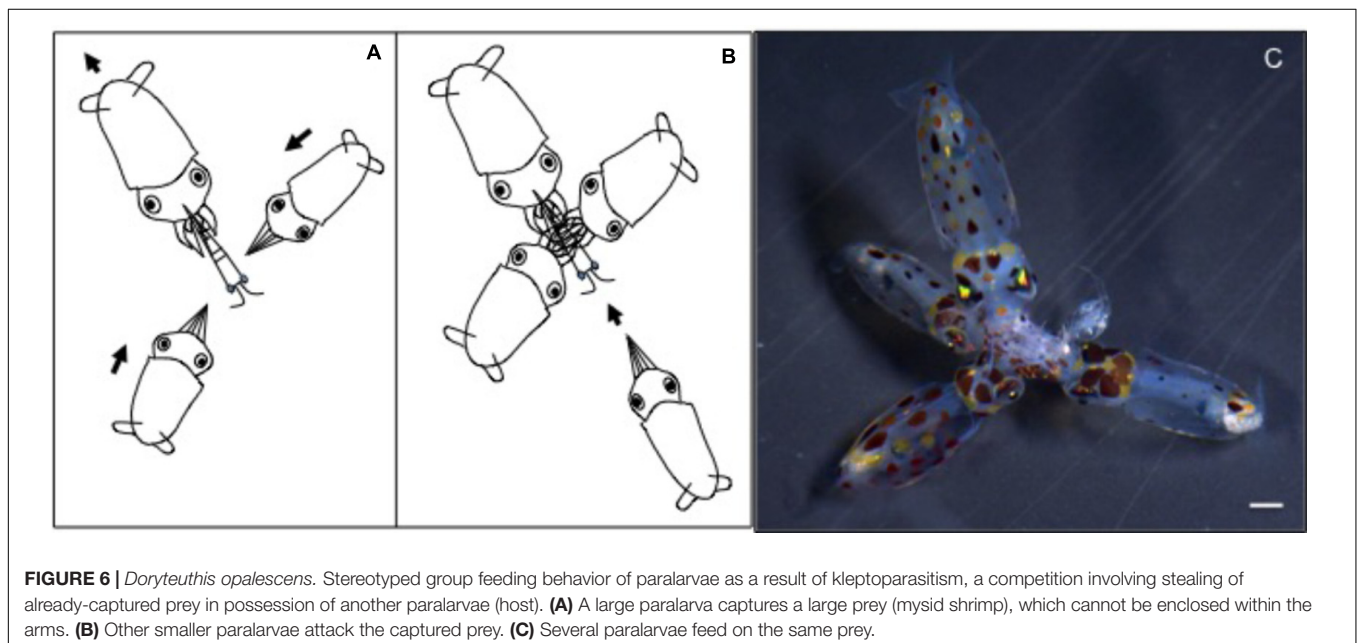 A
B
C
FIGURE 6 | Doryteuthis opalescens. Stereotyped group feeding behavior of paralarvae as a result of kleptoparasitism, a competition involving stealing of
already-captured prey in possession of another paralarvae (host). (A) A large paralarva captures a large prey (mysid shrimp), which cannot be enclosed within the
arms. (B) Other smaller paralarvae attack the captured prey. (C) Several paralarvae feed on the same prey.